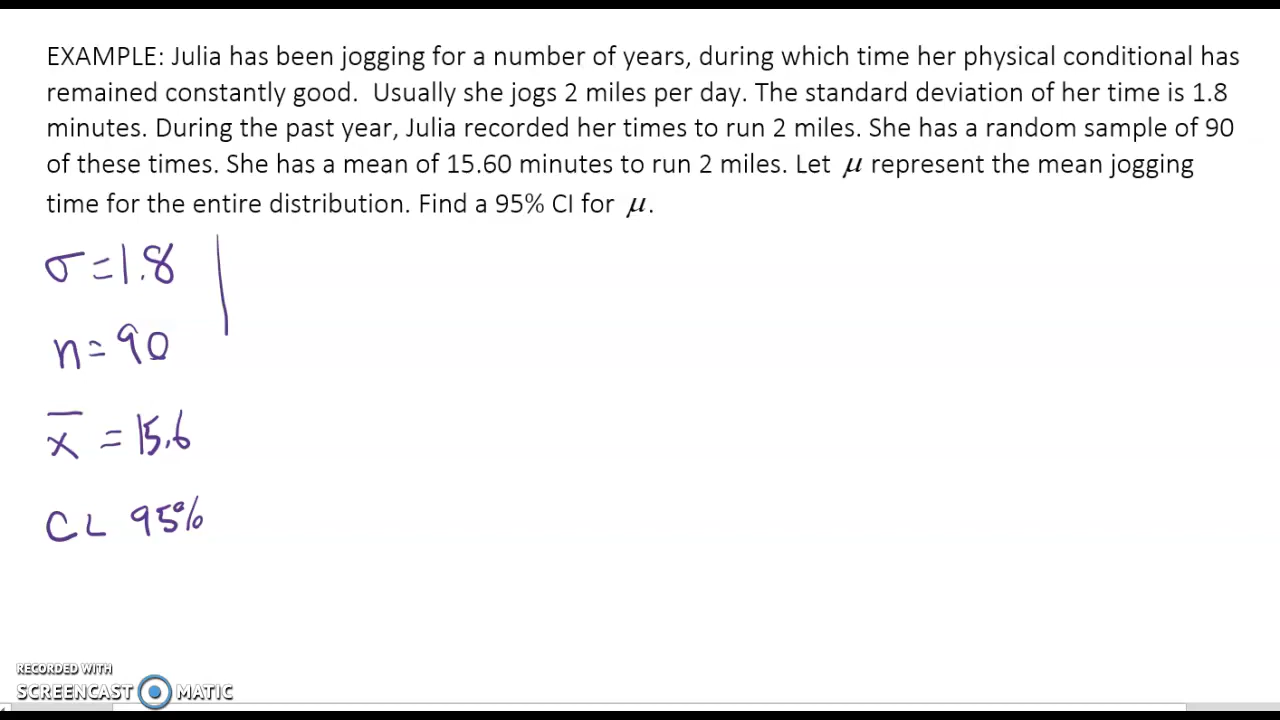 EXAMPLE: Julia has been jogging for a number of years, during which time her physical conditional has
remained constantly good. Usually she jogs 2 miles per day. The standard deviation of her time is 1.8
minutes. During the past year, Julia recorded her times to run 2 miles. She has a random sample of 90
of these times. She has a mean of 15.60 minutes to run 2 miles. Let μ represent the mean jogging
time for the entire distribution. Find a 95% CI for μ.
σ = 1.8
n = 90
x̄ = 15.6
CL 95%
RECORDED WITH
SCREENCAST MATIC